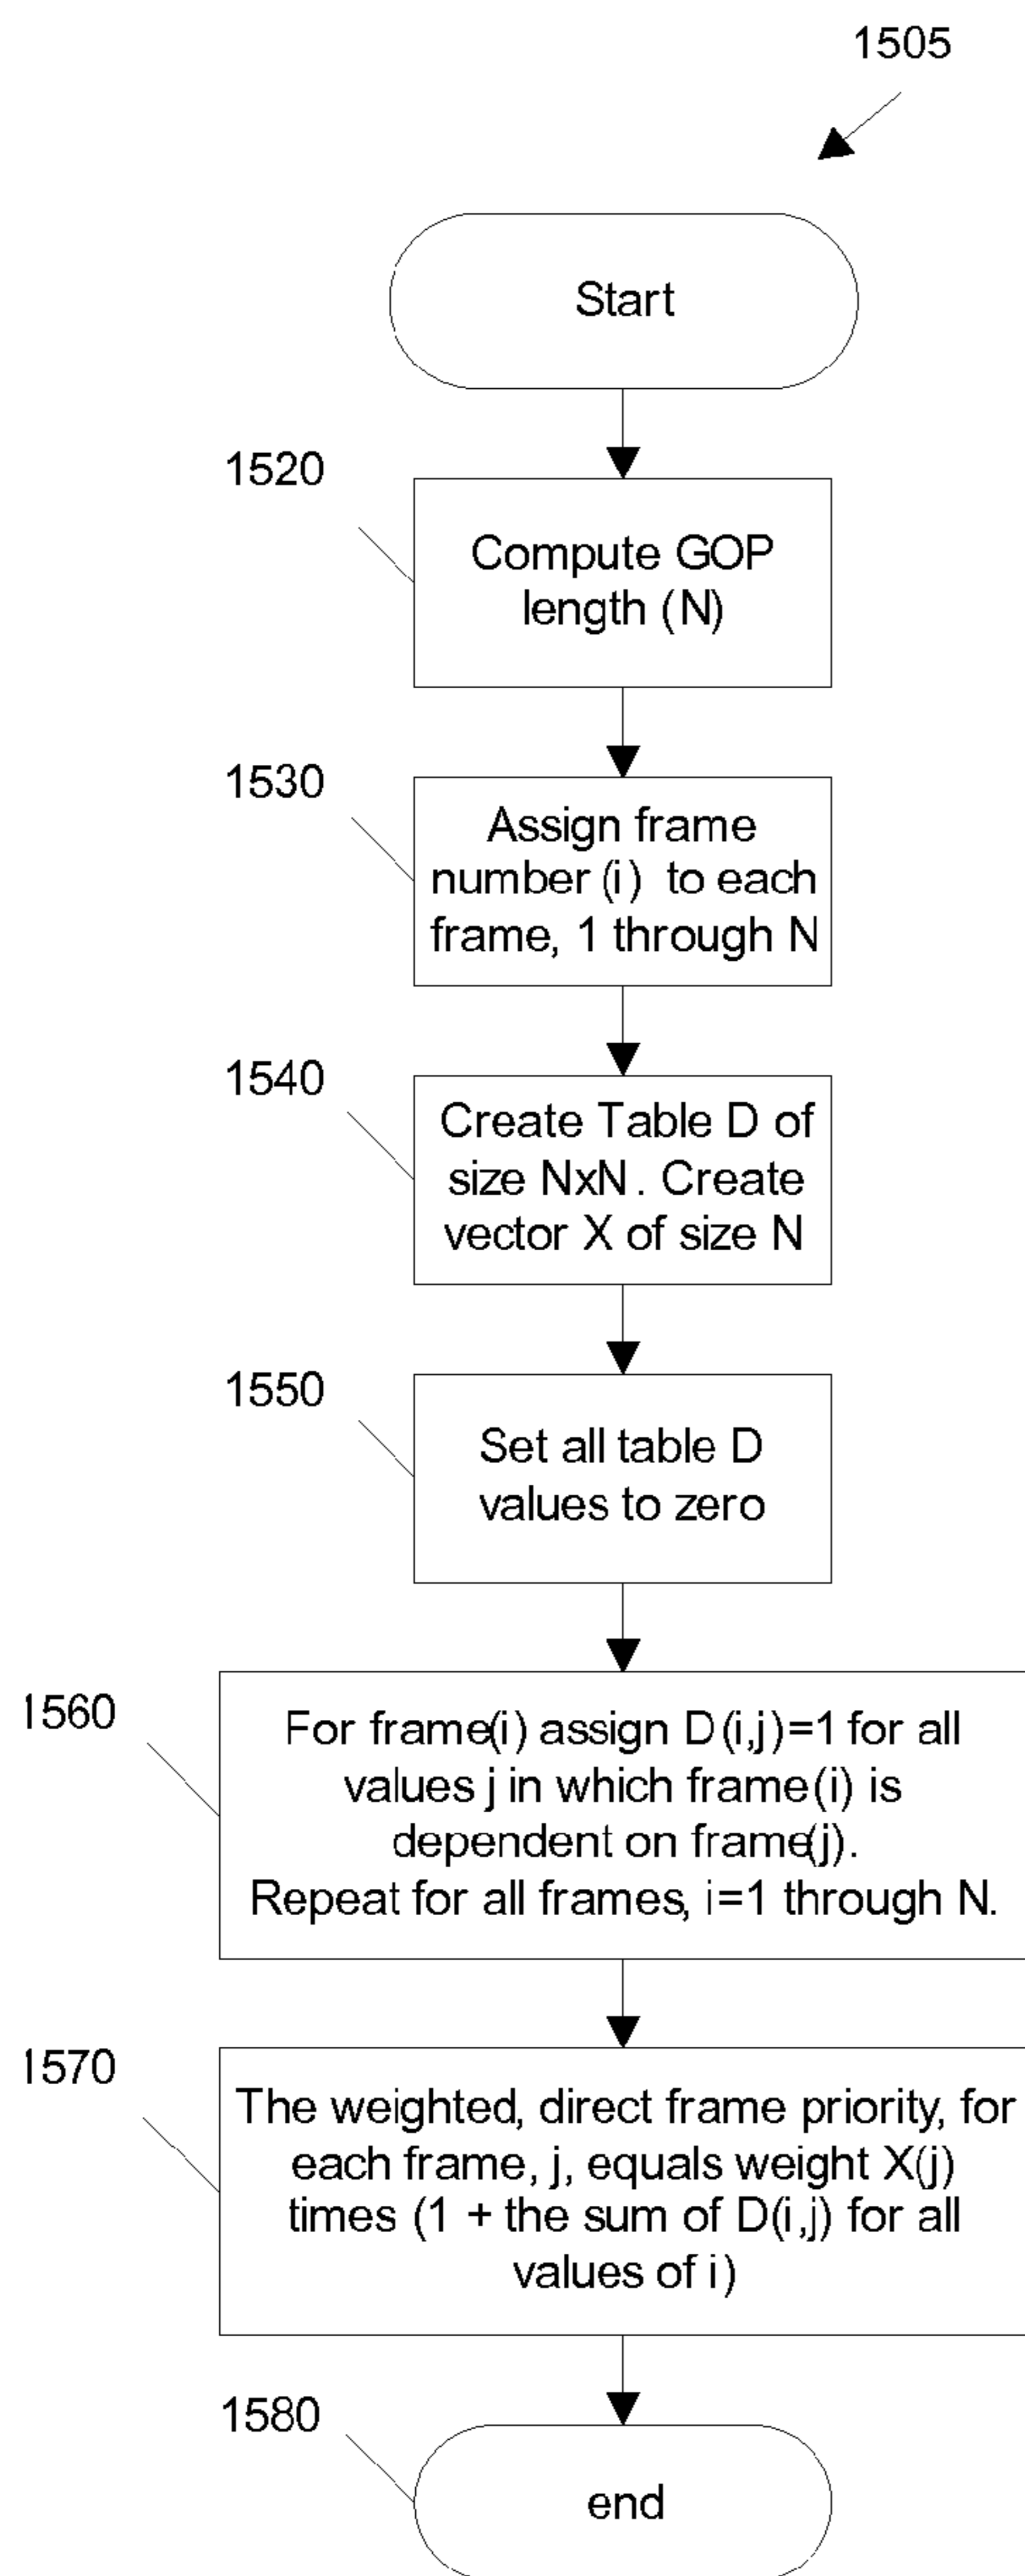 1505
Start
1520
Compute GOP
length (N)
1530
Assign frame
number (i) to each
frame, 1 through N
1540
Create Table D of
size NxN. Create
vector X of size N
1550
Set all table D
values to zero
1560
For frame(i) assign D(i,j)=1 for all
values j in which frame(i) is
dependent on frame(j).
Repeat for all frames, i=1 through N.
1570
The weighted, direct frame priority, for
each frame, j, equals weight X(j)
times (1 + the sum of D(i,j) for all
values of i)
1580
end